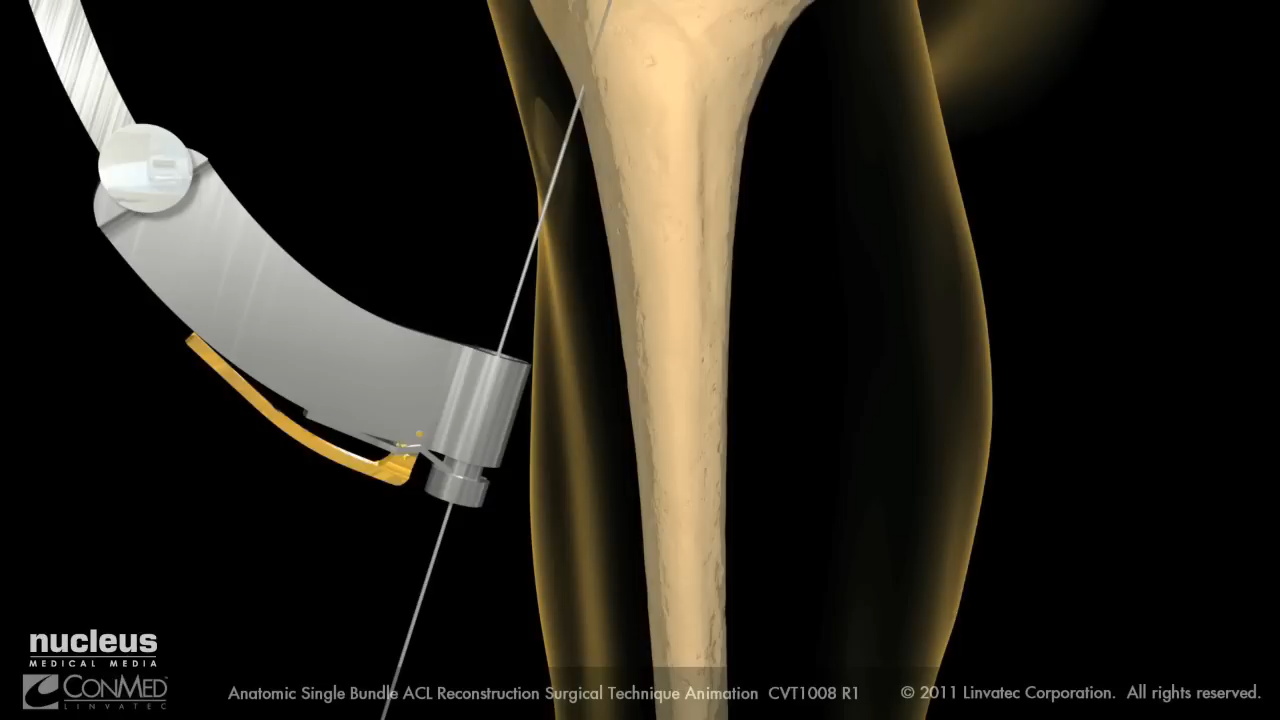 nucleus
MEDICAL MEDIA
CONMED
LINVATEC
Anatomic Single Bundle ACL Reconstruction Surgical Technique Animation CVT1008 R1
© 2011 Linvatec Corporation. All rights reserved.